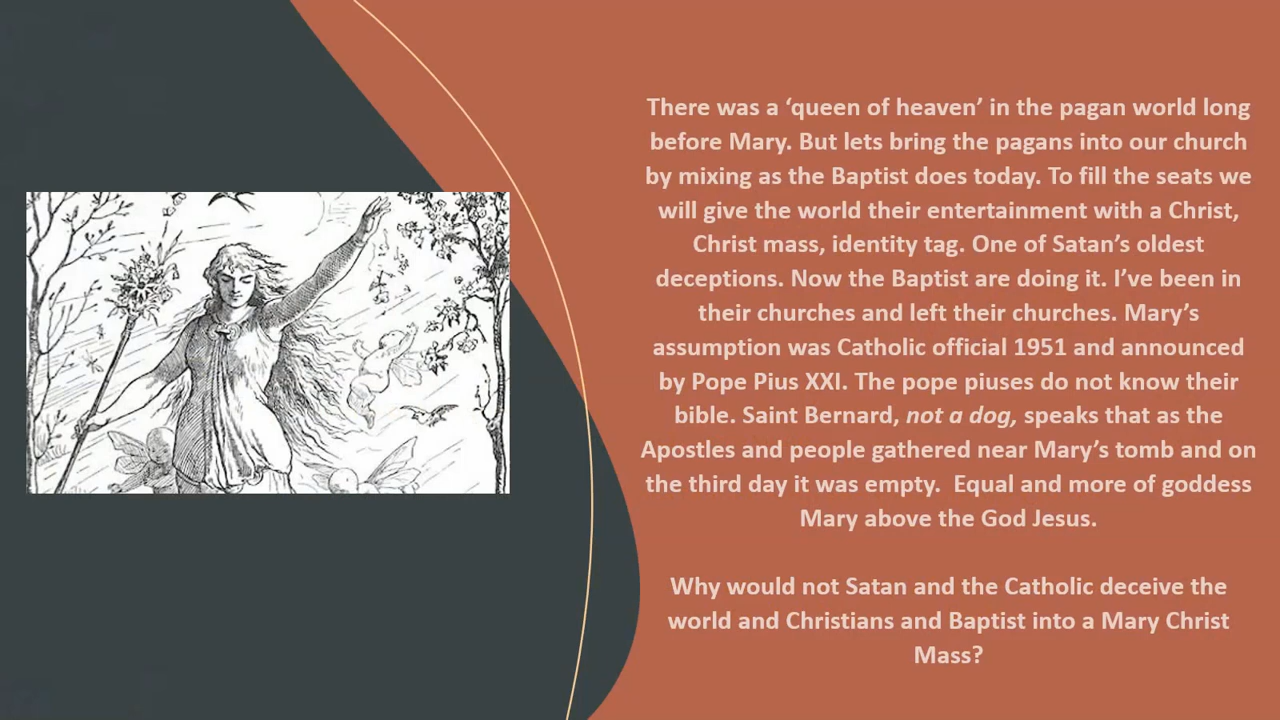 There was a ‘queen of heaven’ in the pagan world long
before Mary. But lets bring the pagans into our church
by mixing as the Baptist does today. To fill the seats we
will give the world their entertainment with a Christ,
Christ mass, identity tag. One of Satan’s oldest
deceptions. Now the Baptist are doing it. I’ve been in
their churches and left their churches. Mary’s
assumption was Catholic official 1951 and announced
by Pope Pius XXI. The pope piuses do not know their
bible. Saint Bernard, not a dog, speaks that as the
Apostles and people gathered near Mary’s tomb and on
the third day it was empty.  Equal and more of goddess
Mary above the God Jesus.
Why would not Satan and the Catholic deceive the
world and Christians and Baptist into a Mary Christ
Mass?